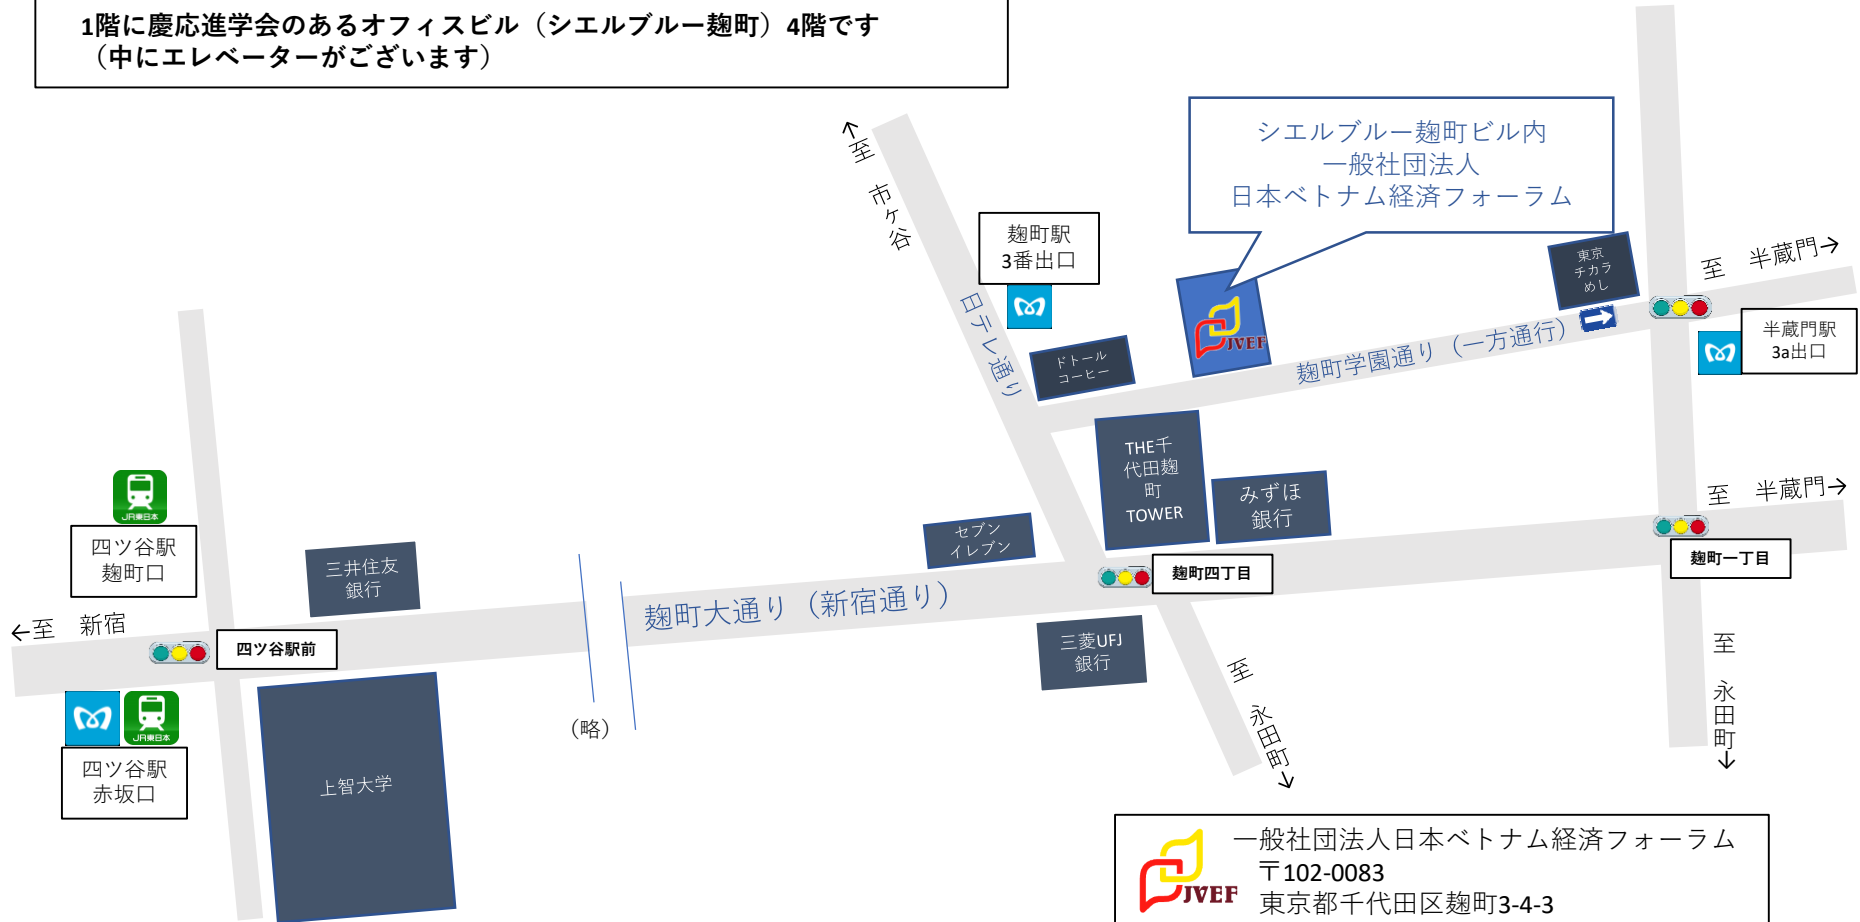 1階に慶応進学会のあるオフィスビル（シエルブルー麹町）4階です
（中にエレベーターがございます）
シエルブルー麹町ビル内
一般社団法人
日本ベトナム経済フォーラム
←至　市ケ谷
麹町駅
3番出口
日テレ通り
ドトール
コーヒー
JVEF
麹町学園通り（一方通行）
東京
チカラ
めし
至　半蔵門→
半蔵門駅
3a出口
THE千
代田麹
町
TOWER
みずほ
銀行
至　半蔵門→
セブン
イレブン
麹町四丁目
麹町一丁目
JR東日本
四ツ谷駅
麹町口
三井住友
銀行
麹町大通り（新宿通り）
←至　新宿
四ツ谷駅前
三菱UFJ
銀行
至　永田町→
至　永田町→
JR東日本
四ツ谷駅
赤坂口
上智大学
（略）
JVEF
一般社団法人日本ベトナム経済フォーラム
〒102-0083
東京都千代田区麹町3-4-3